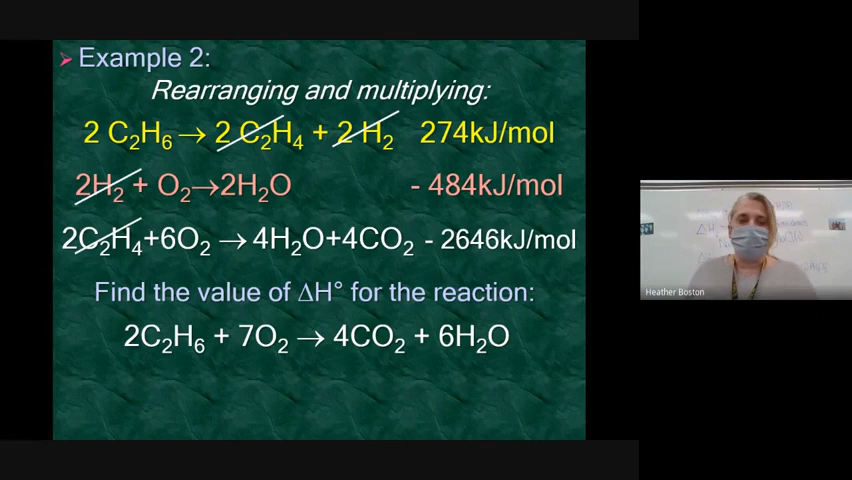 ➤ Example 2:
Rearranging and multiplying:
2 C₂H₆ → 2 C₂H₄ + 2 H₂ 274kJ/mol
2H₂ + O₂→2H₂O - 484kJ/mol
2C₂H₄+6O₂ → 4H₂O+4CO₂ - 2646kJ/mol
Find the value of ΔH° for the reaction:
2C₂H₆ + 7O₂ → 4CO₂ + 6H₂O
Heather Boston